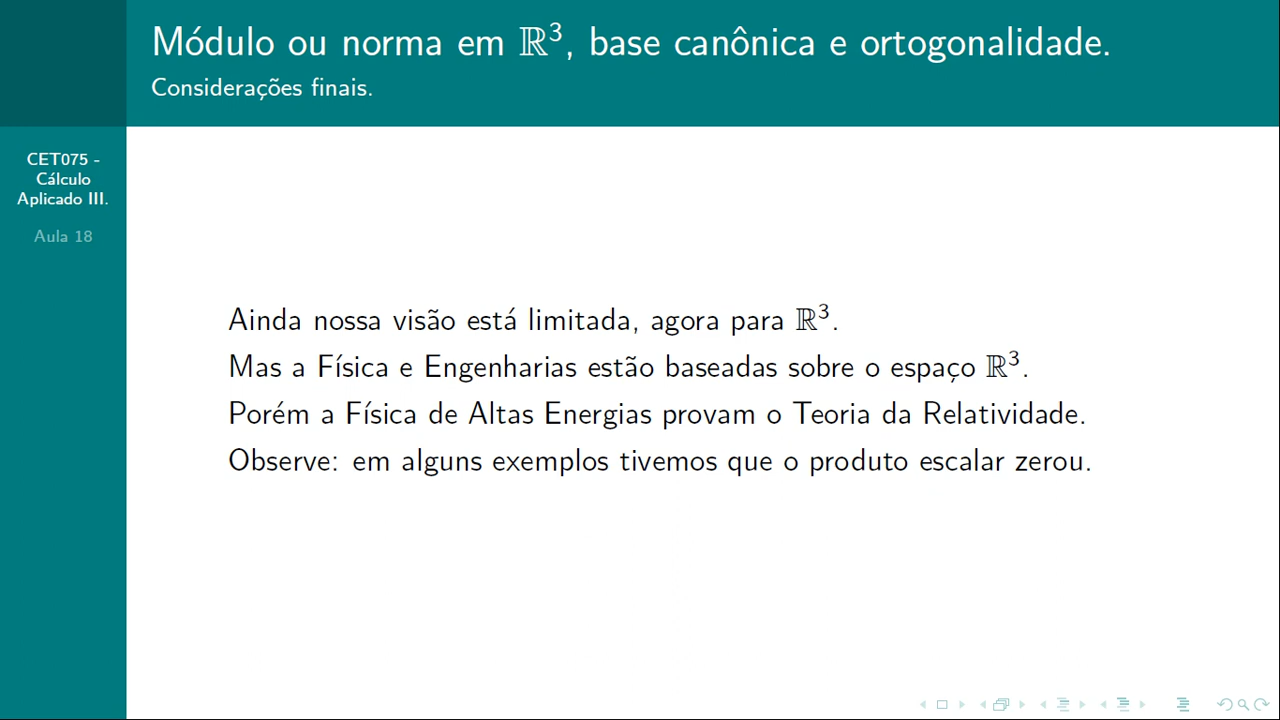 Módulo ou norma em ℝ³, base canônica e ortogonalidade.
Considerações finais.
CET075 -
Cálculo
Aplicado III.
Aula 18
Ainda nossa visão está limitada, agora para ℝ³.
Mas a Física e Engenharias estão baseadas sobre o espaço ℝ³.
Porém a Física de Altas Energias provam o Teoria da Relatividade.
Observe: em alguns exemplos tivemos que o produto escalar zerou.